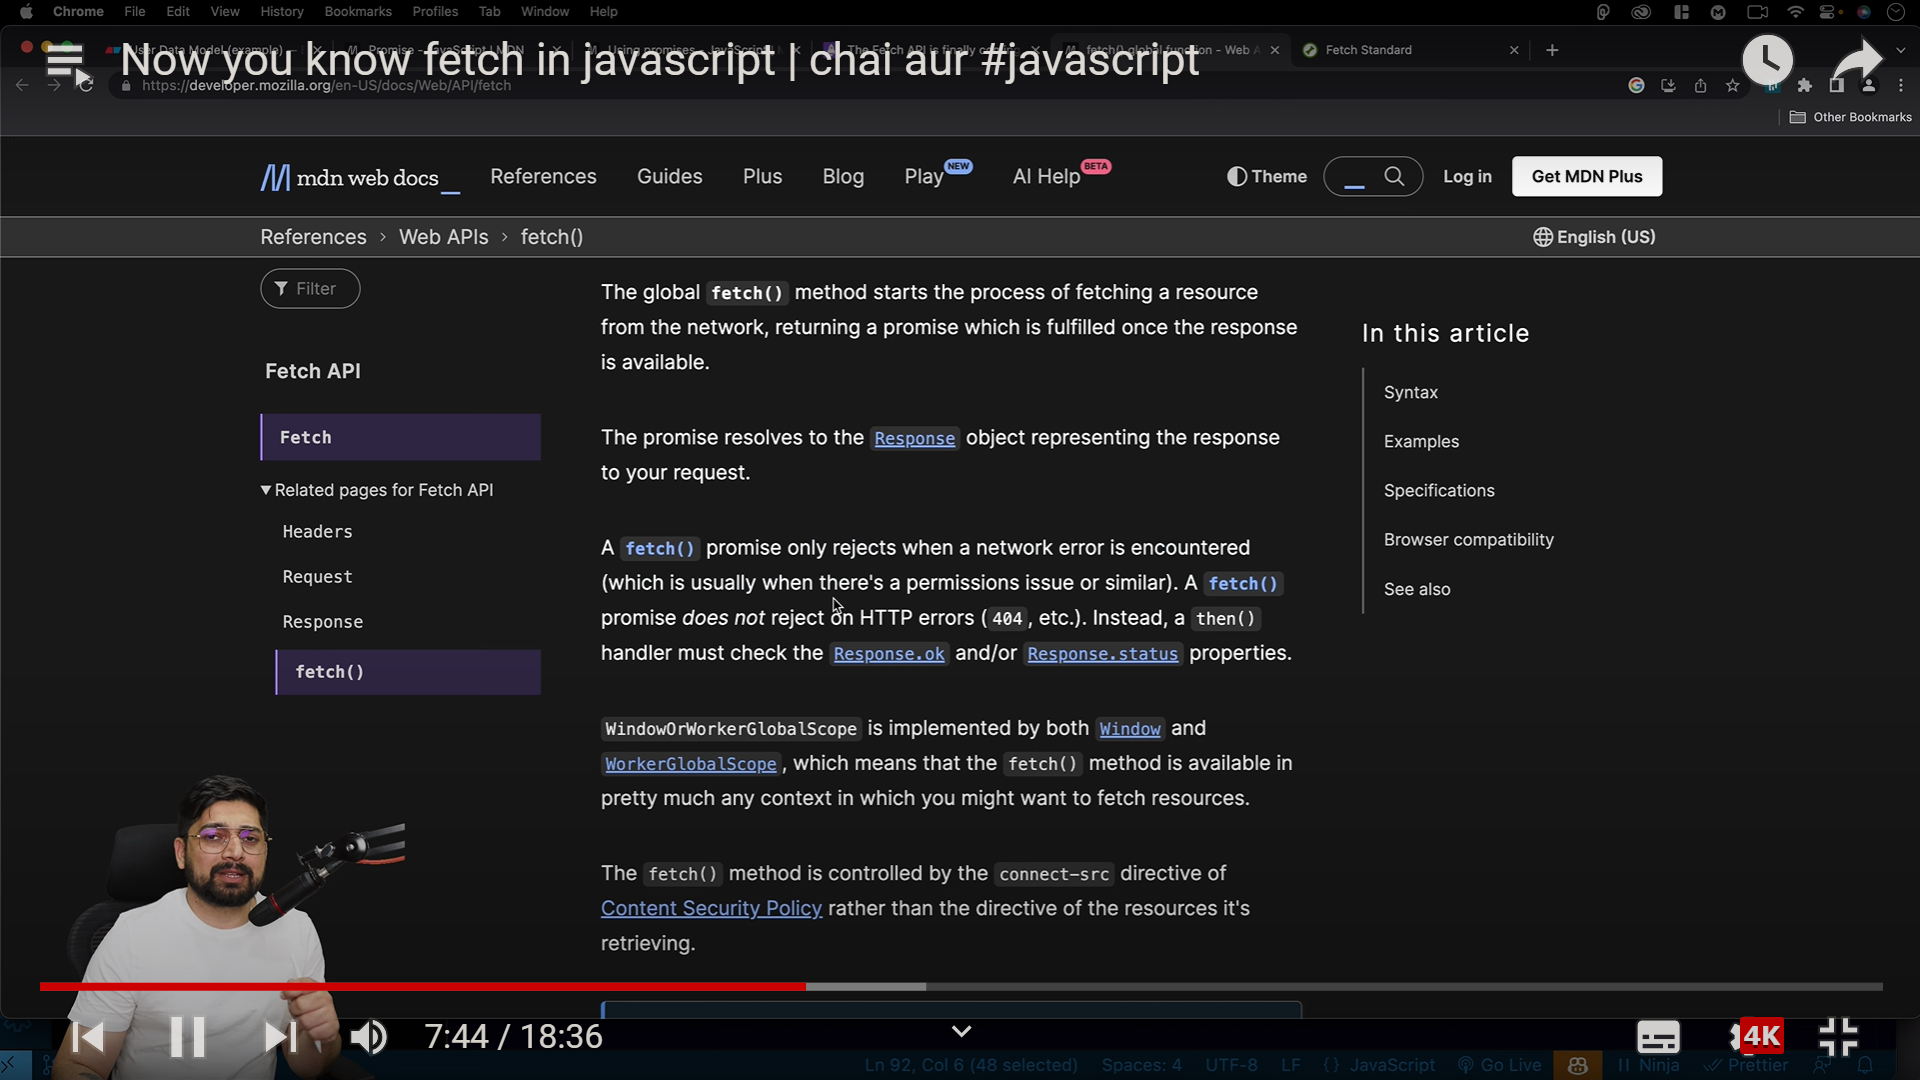 Chrome File Edit View History Bookmarks Profiles Tab Window Help
User Data Model (example)
Fetch Standard
Now you know fetch in javascript | chai aur #javascript
https://developer.mozilla.org/en-US/docs/Web/API/fetch
Other Bookmarks
mdn web docs_ References Guides Plus Blog Play NEW AI Help BETA Theme Log in Get MDN Plus
References > Web APIs > fetch() English (US)
Filter
Fetch API
Fetch
Related pages for Fetch API
Headers
Request
Response
fetch()
The global fetch() method starts the process of fetching a resource
from the network, returning a promise which is fulfilled once the response
is available.
The promise resolves to the Response object representing the response
to your request.
A fetch() promise only rejects when a network error is encountered
(which is usually when there's a permissions issue or similar). A fetch()
promise does not reject on HTTP errors (404, etc.). Instead, a then()
handler must check the Response.ok and/or Response.status properties.
WindowOrWorkerGlobalScope is implemented by both Window and
WorkerGlobalScope, which means that the fetch() method is available in
pretty much any context in which you might want to fetch resources.
The fetch() method is controlled by the connect-src directive of
Content Security Policy rather than the directive of the resources it's
retrieving.
In this article
Syntax
Examples
Specifications
Browser compatibility
See also
7:44 / 18:36
4K
Ln 92, Col 6 (48 selected) Spaces: 4 UTF-8 LF {} JavaScript Go Live Ninja Prettier